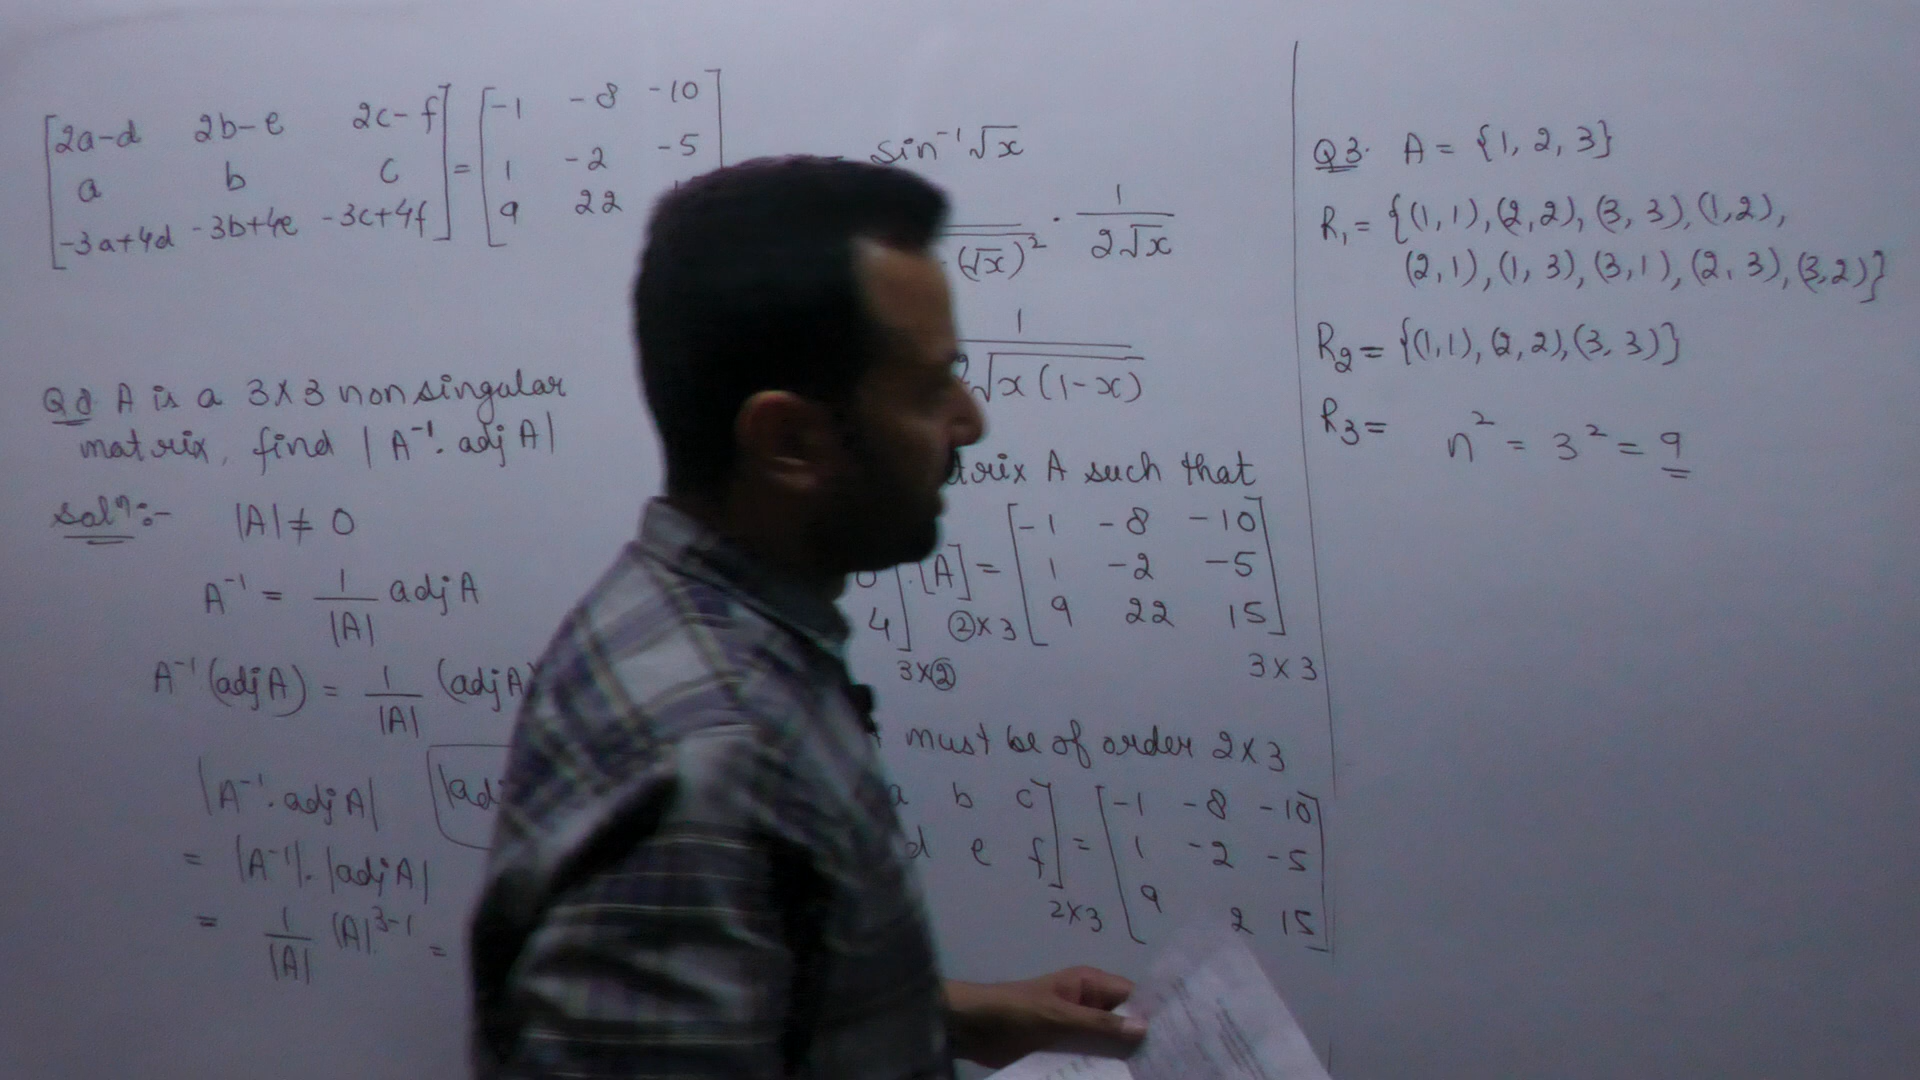 [2a-d 2b-e 2c-f] = [-1 -8 -10]
[a b c] [1 -2 -5]
[-3a+4d -3b+4e -3c+4f] [9 22
A is a 3×3 nonsingular
matrix, find |A⁻¹. adj A|
Solⁿ:- |A| ≠ 0
A⁻¹ = 1/|A| adj A
A⁻¹(adj A) = 1/|A| (adj A
|A⁻¹. adj A| |adj
= |A⁻¹|. |adj A|
= 1/|A| |A|³⁻¹ =
sin⁻¹√x
(√x)² . 1/2√x
1
√x(1-x)
A such that
[A] = [-1 -8 -10]
[1 -2 -5]
4] ②×3 [9 22 15]
3×② 3×3
must be of order 2×3
b c] = [-1 -8 -10]
d e f] [1 -2 -5]
2×3 [9 2 15]
Q3. A = {1, 2, 3}
R₁ = {(1,1),(2,2),(3,3),(1,2),
(2,1),(1,3),(3,1),(2,3),(3,2)}
R₂ = {(1,1),(2,2),(3,3)}
R₃ = n² = 3² = 9